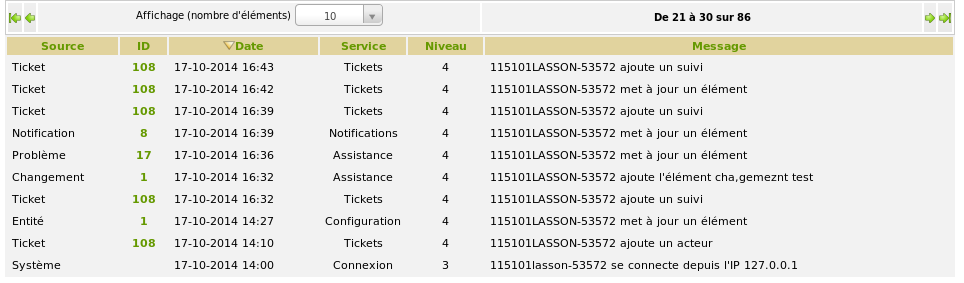 Affichage (nombre d'éléments) 10 De 21 à 30 sur 86
Source ID Date Service Niveau Message
Ticket 108 17-10-2014 16:43 Tickets 4 115101LASSON-53572 ajoute un suivi
Ticket 108 17-10-2014 16:42 Tickets 4 115101LASSON-53572 met à jour un élément
Ticket 108 17-10-2014 16:39 Tickets 4 115101LASSON-53572 ajoute un suivi
Notification 8 17-10-2014 16:39 Notifications 4 115101LASSON-53572 met à jour un élément
Problème 17 17-10-2014 16:36 Assistance 4 115101LASSON-53572 met à jour un élément
Changement 1 17-10-2014 16:32 Assistance 4 115101LASSON-53572 ajoute l'élément cha,gemeznt test
Ticket 108 17-10-2014 16:32 Tickets 4 115101LASSON-53572 ajoute un suivi
Entité 1 17-10-2014 14:27 Configuration 4 115101LASSON-53572 met à jour un élément
Ticket 108 17-10-2014 14:10 Tickets 4 115101LASSON-53572 ajoute un acteur
Système 17-10-2014 14:00 Connexion 3 115101lasson-53572 se connecte depuis l'IP 127.0.0.1